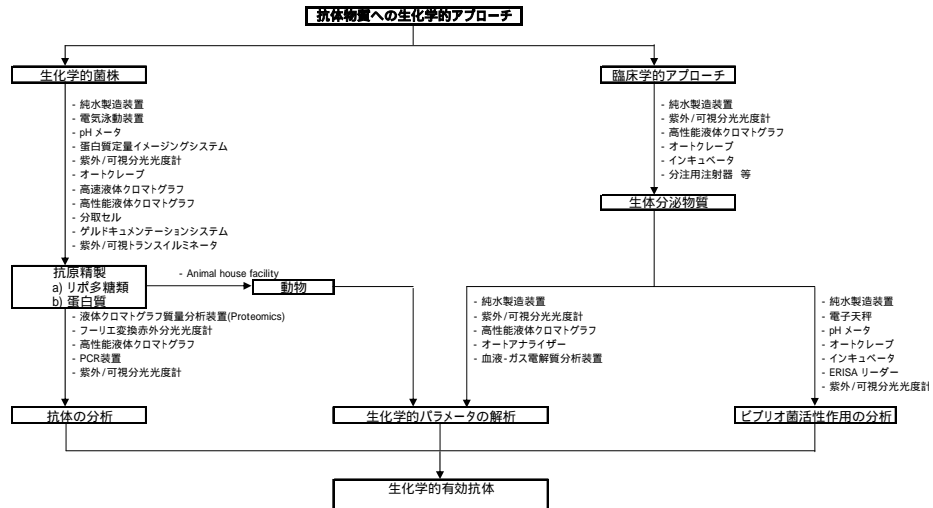 抗体物質への生化学的アプローチ
生化学的菌株
臨床学的アプローチ
- 純水製造装置
- 電気泳動装置
- pH メータ
- 蛋白質定量イメージングシステム
- 紫外/可視分光光度計
- オートクレーブ
- 高速液体クロマトグラフ
- 高性能液体クロマトグラフ
- 分取セル
- ゲルドキュメンテーションシステム
- 紫外/可視トランスイルミネータ
- 純水製造装置
- 紫外/可視分光光度計
- 高性能液体クロマトグラフ
- オートクレーブ
- インキュベータ
- 分注用注射器 等
生体分泌物質
抗原精製
a) リポ多糖類
b) 蛋白質
- Animal house facility
動物
- 液体クロマトグラフ質量分析装置(Proteomics)
- フーリエ変換赤外分光光度計
- 高性能液体クロマトグラフ
- PCR装置
- 紫外/可視分光光度計
- 純水製造装置
- 紫外/可視分光光度計
- 高性能液体クロマトグラフ
- オートアナライザー
- 血液-ガス電解質分析装置
- 純水製造装置
- 電子天秤
- pH メータ
- オートクレーブ
- インキュベータ
- ERISA リーダー
- 紫外/可視分光光度計
抗体の分析
生化学的パラメータの解析
ビブリオ菌活性作用の分析
生化学的有効抗体